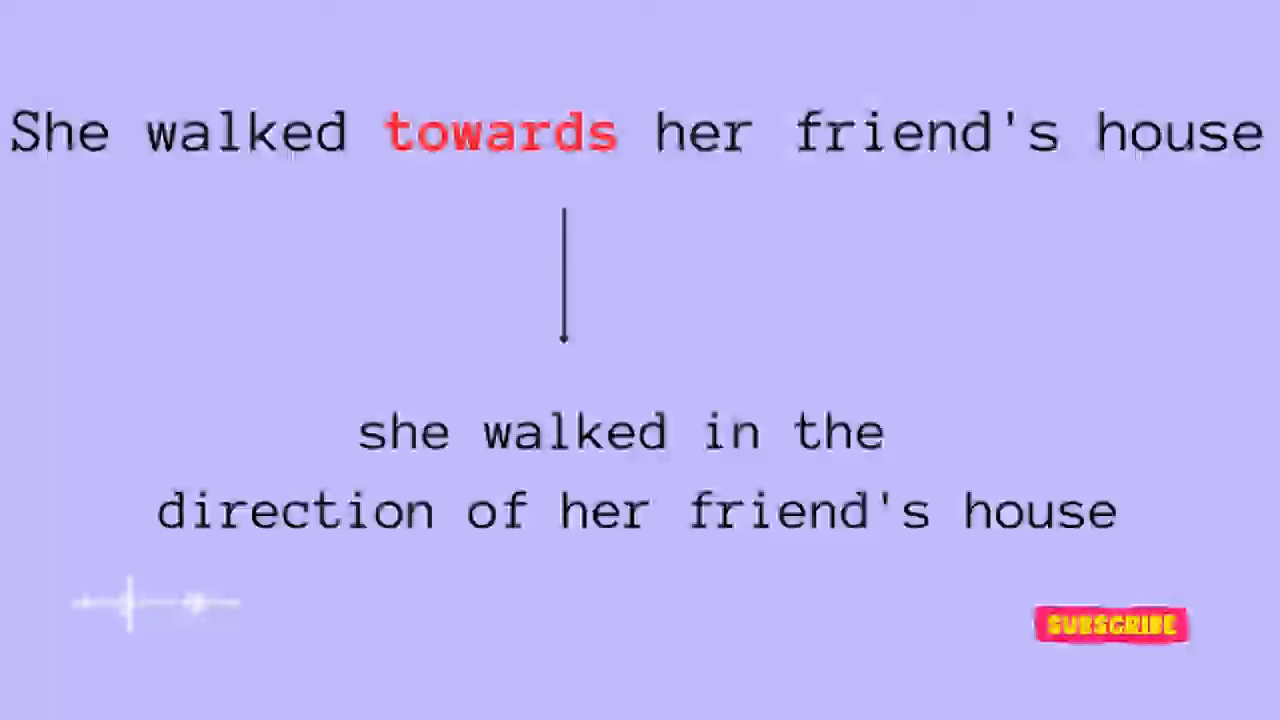 She walked towards her friend's house
she walked in the
direction of her friend's house
SUBSCRIBE